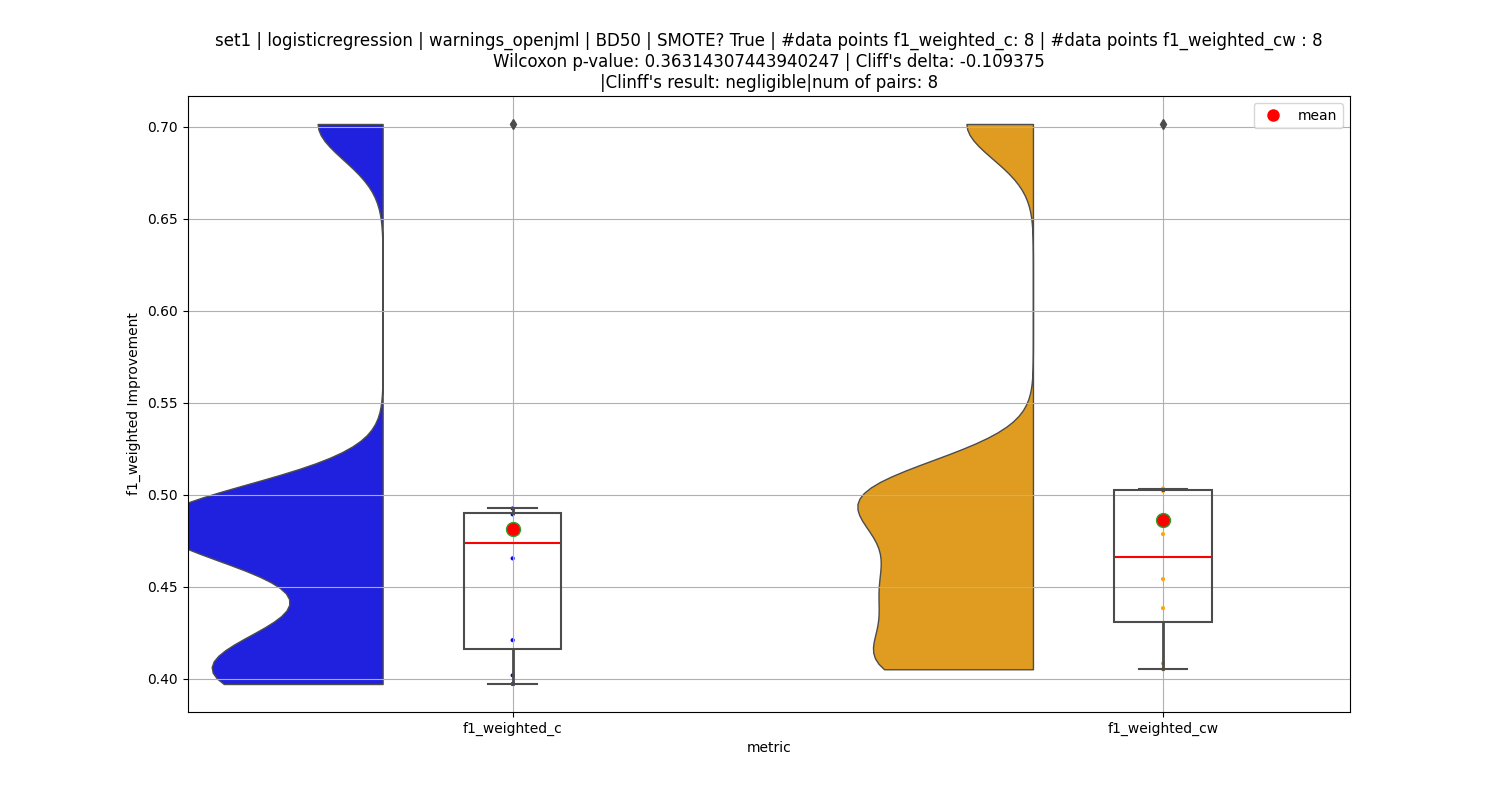 set1 | logisticregression | warnings_openjml | BD50 | SMOTE? True | #data points f1_weighted_c: 8 | #data points f1_weighted_cw : 8
Wilcoxon p-value: 0.36314307443940247 | Cliff's delta: -0.109375
|Clinff's result: negligible|num of pairs: 8
mean
0.70
0.65
0.60
0.55
0.50
0.45
0.40
f1_weighted Improvement
f1_weighted_c
f1_weighted_cw
metric